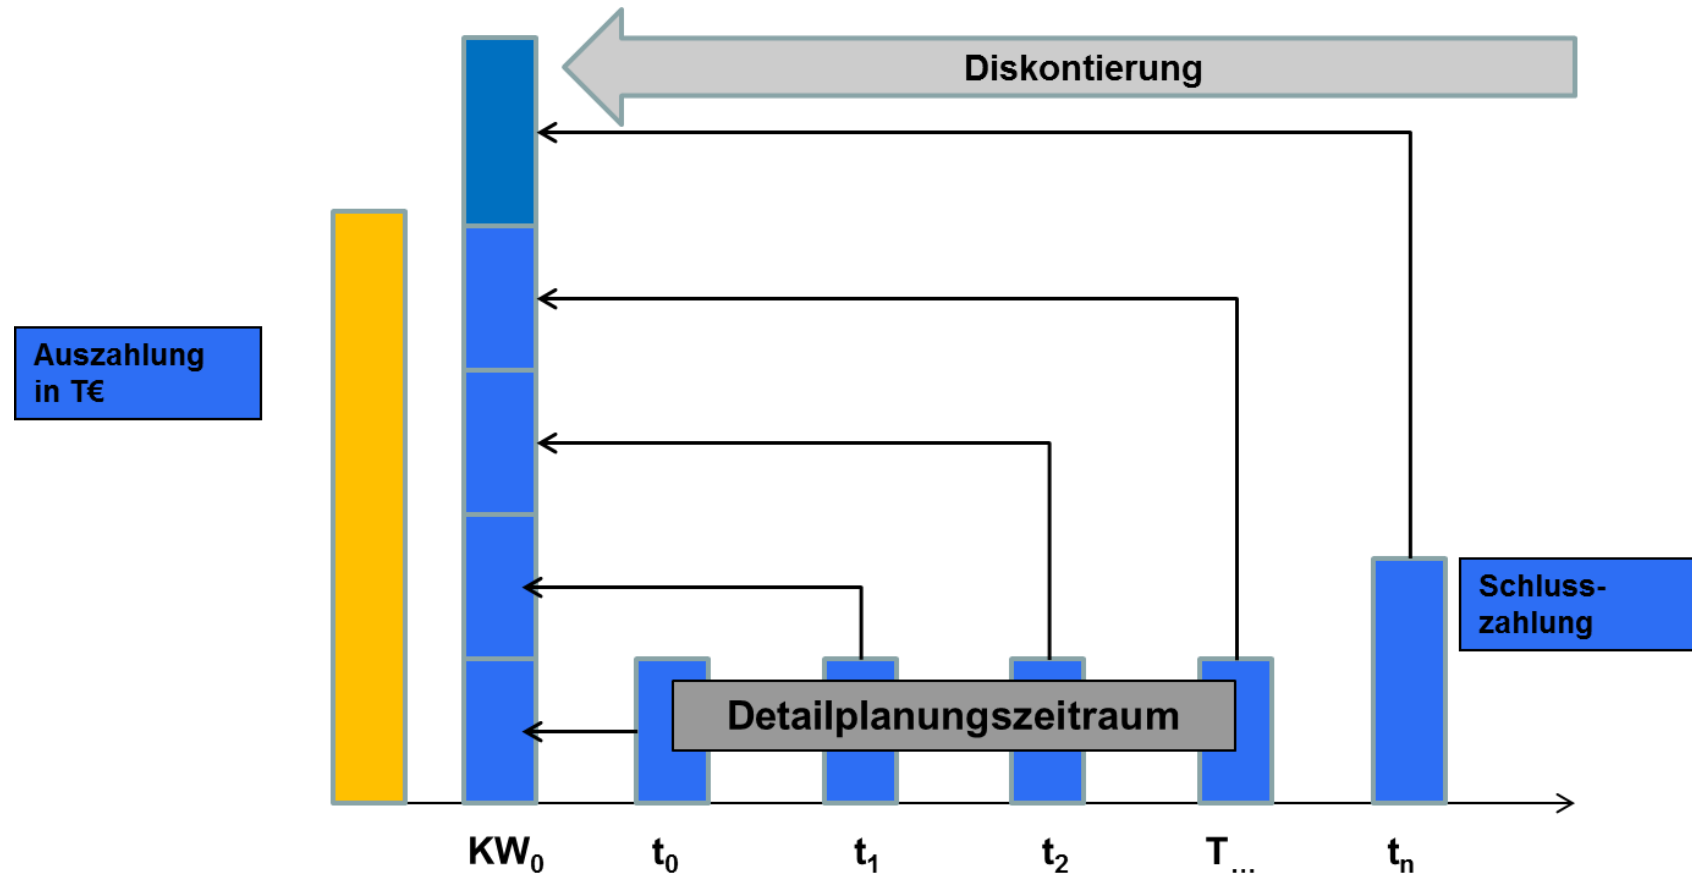 Diskontierung
Auszahlung
in T€
Schluss-
zahlung
Detailplanungszeitraum
KW₀ t₀ t₁ t₂ T... tₙ